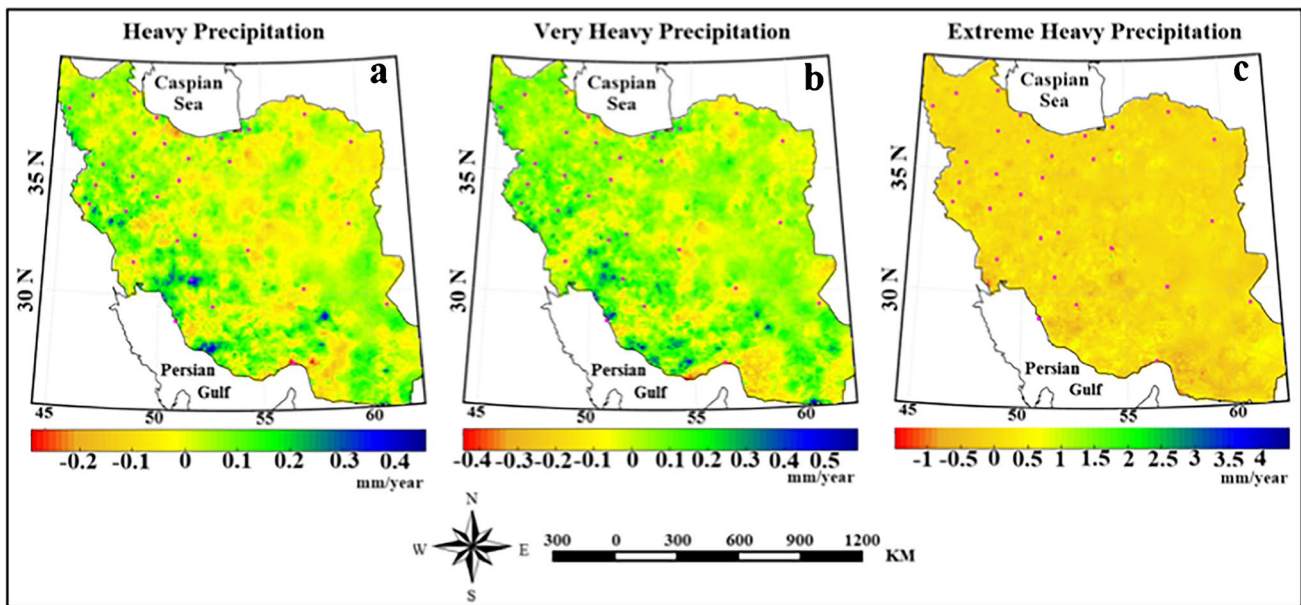 Heavy Precipitation
a
Caspian
Sea
35 N
30 N
Persian
Gulf
45 50 55 60
-0.2 -0.1 0 0.1 0.2 0.3 0.4
mm/year
Very Heavy Precipitation
b
Caspian
Sea
35 N
30 N
Persian
Gulf
45 50 55 60
-0.4 -0.3 -0.2 -0.1 0 0.1 0.2 0.3 0.4 0.5
mm/year
Extreme Heavy Precipitation
c
Caspian
Sea
35 N
30 N
Persian
Gulf
45 50 55 60
-1 -0.5 0 0.5 1 1.5 2 2.5 3 3.5 4
mm/year
N
W E
S
300 0 300 600 900 1200
KM